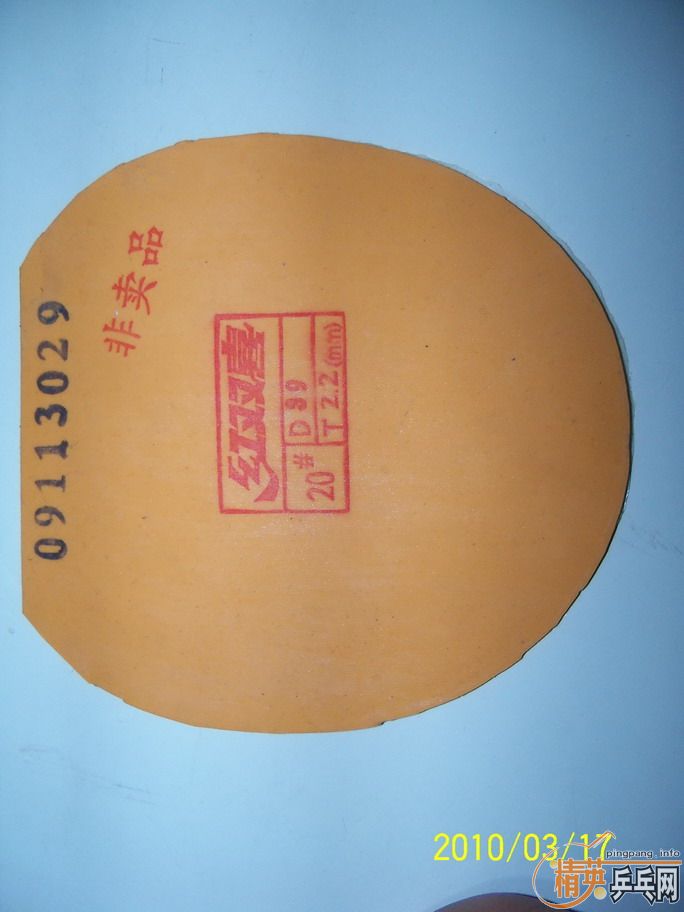 09113029
非卖品
红双喜
20#
D 39
T 2.2(mm)
2010/03/17
pingpang.info
精英乒乓网